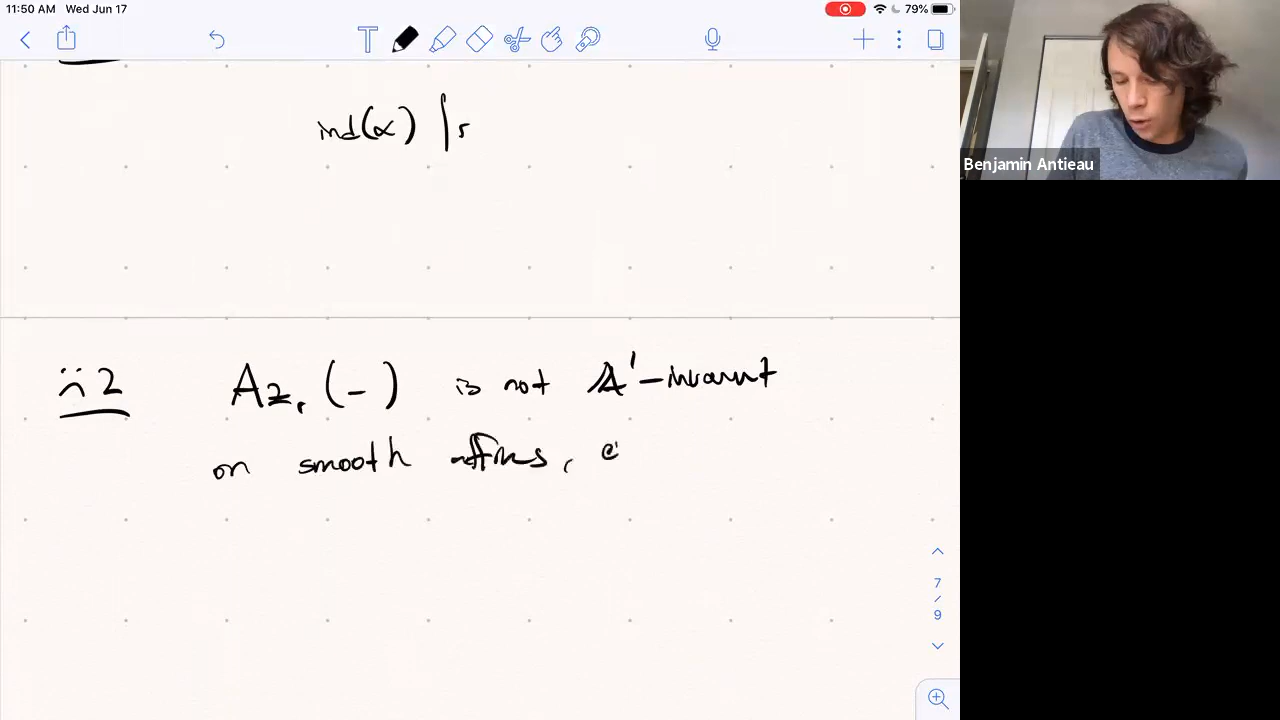 11:50 AM Wed Jun 17
79%
ind(α) | r
Benjamin Antieau
∩̈ 2 Az_r(-) is not 𝔸¹-invariant
on smooth affines, e
7
/
9